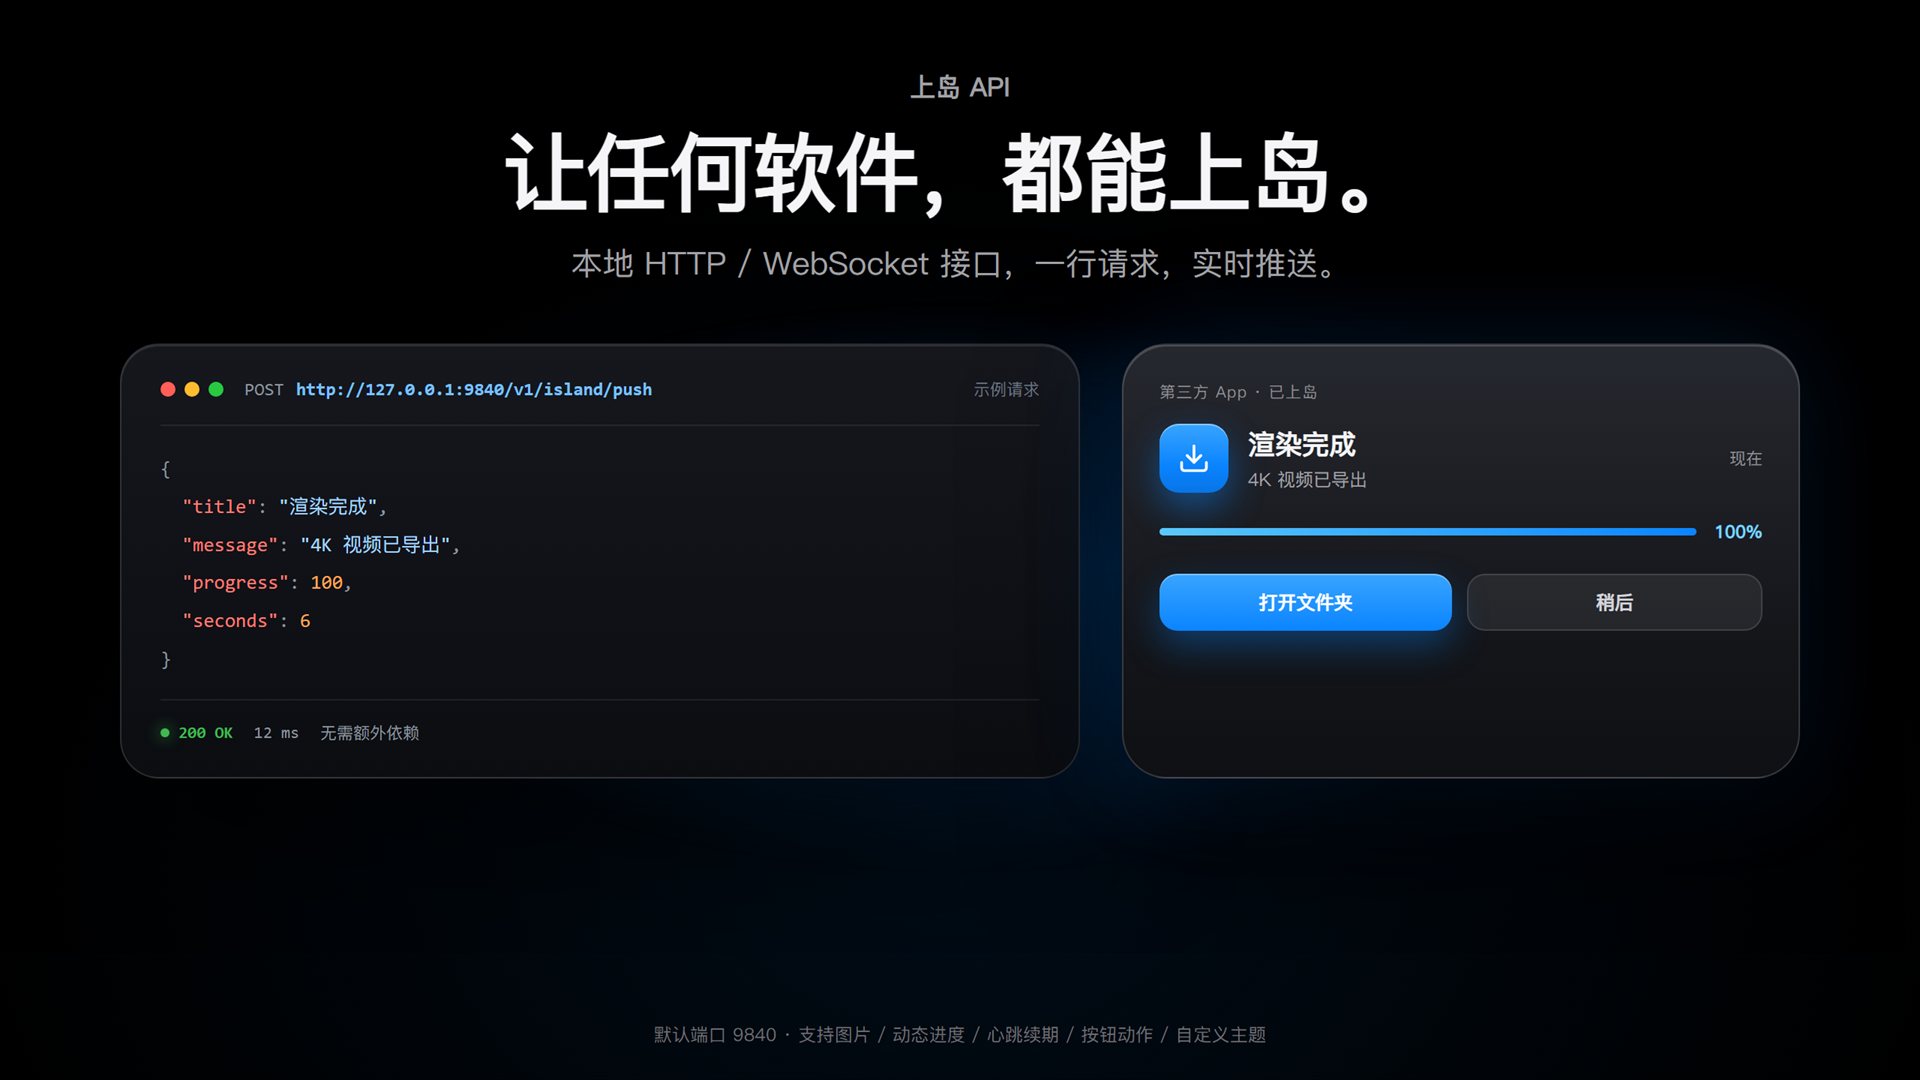 上岛 API
让任何软件，都能上岛。
本地 HTTP / WebSocket 接口，一行请求，实时推送。
POST http://127.0.0.1:9840/v1/island/push
示例请求
{
"title": "渲染完成",
"message": "4K 视频已导出",
"progress": 100,
"seconds": 6
}
200 OK 12 ms 无需额外依赖
第三方 App · 已上岛
渲染完成
4K 视频已导出
现在
100%
打开文件夹
稍后
默认端口 9840 · 支持图片 / 动态进度 / 心跳续期 / 按钮动作 / 自定义主题